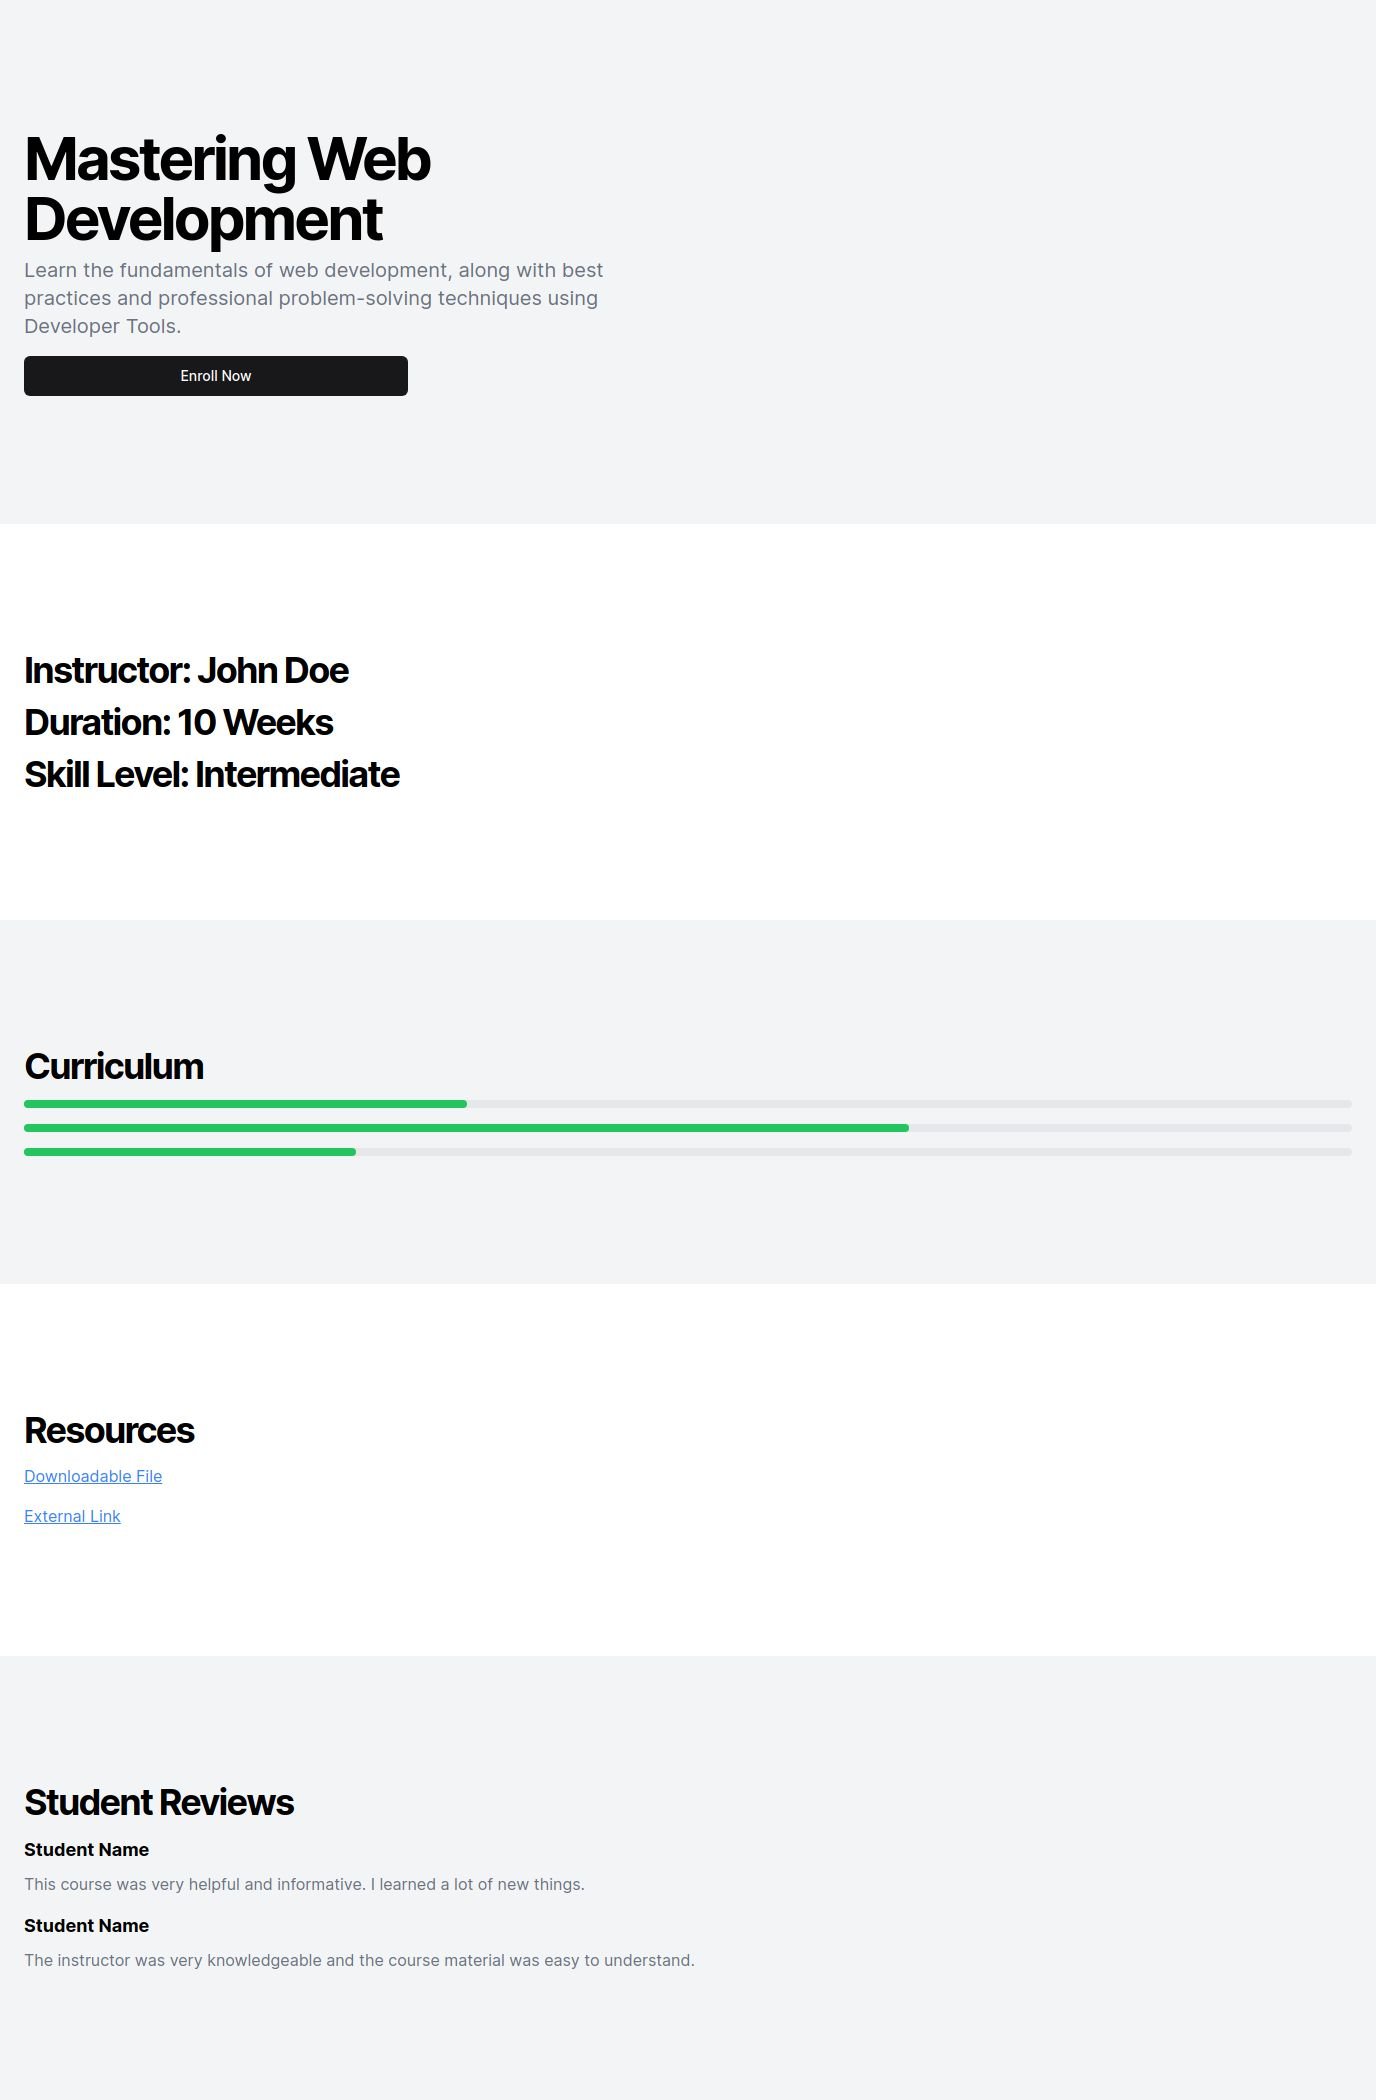 Mastering Web
Development
Learn the fundamentals of web development, along with best
practices and professional problem-solving techniques using
Developer Tools.
Enroll Now
Instructor: John Doe
Duration: 10 Weeks
Skill Level: Intermediate
Curriculum
Resources
Downloadable File
External Link
Student Reviews
Student Name
This course was very helpful and informative. I learned a lot of new things.
Student Name
The instructor was very knowledgeable and the course material was easy to understand.